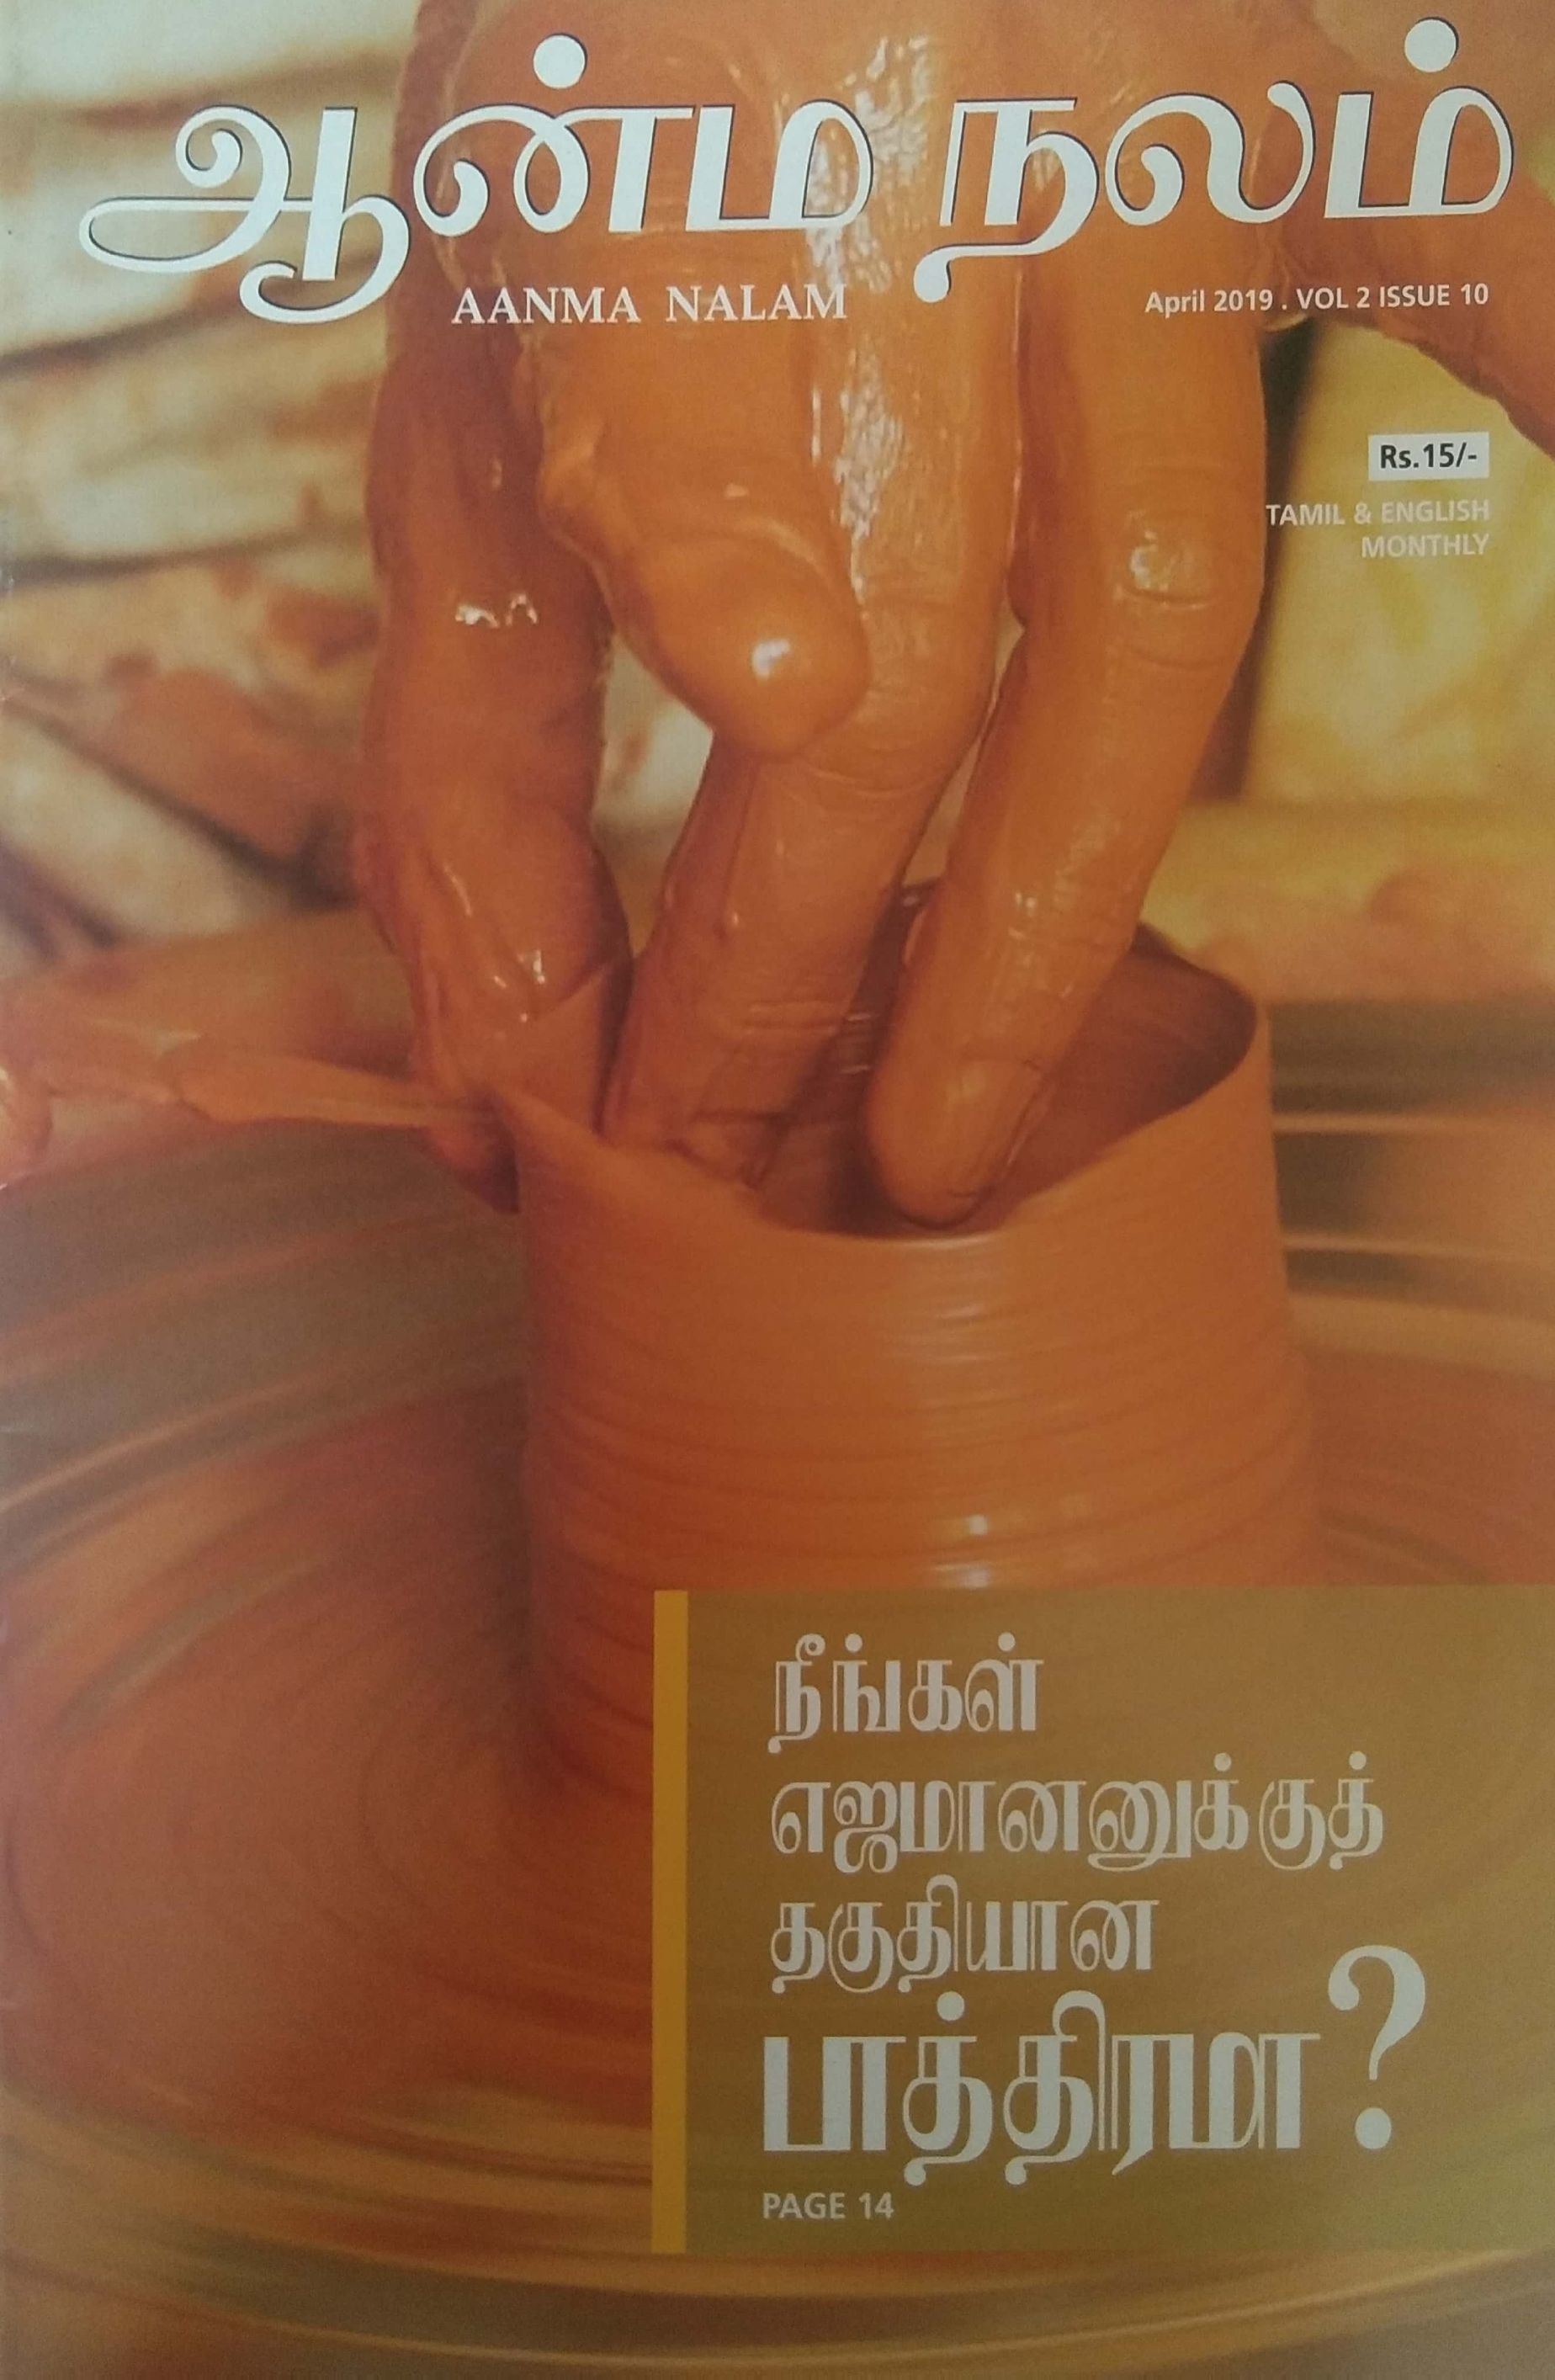 ஆன்ம நலம்
AANMA NALAM
April 2019 . VOL 2 ISSUE 10
Rs.15/-
TAMIL & ENGLISH
MONTHLY
நீங்கள்
எஜமானனுக்குத்
தகுதியான
பாத்திரமா?
PAGE 14